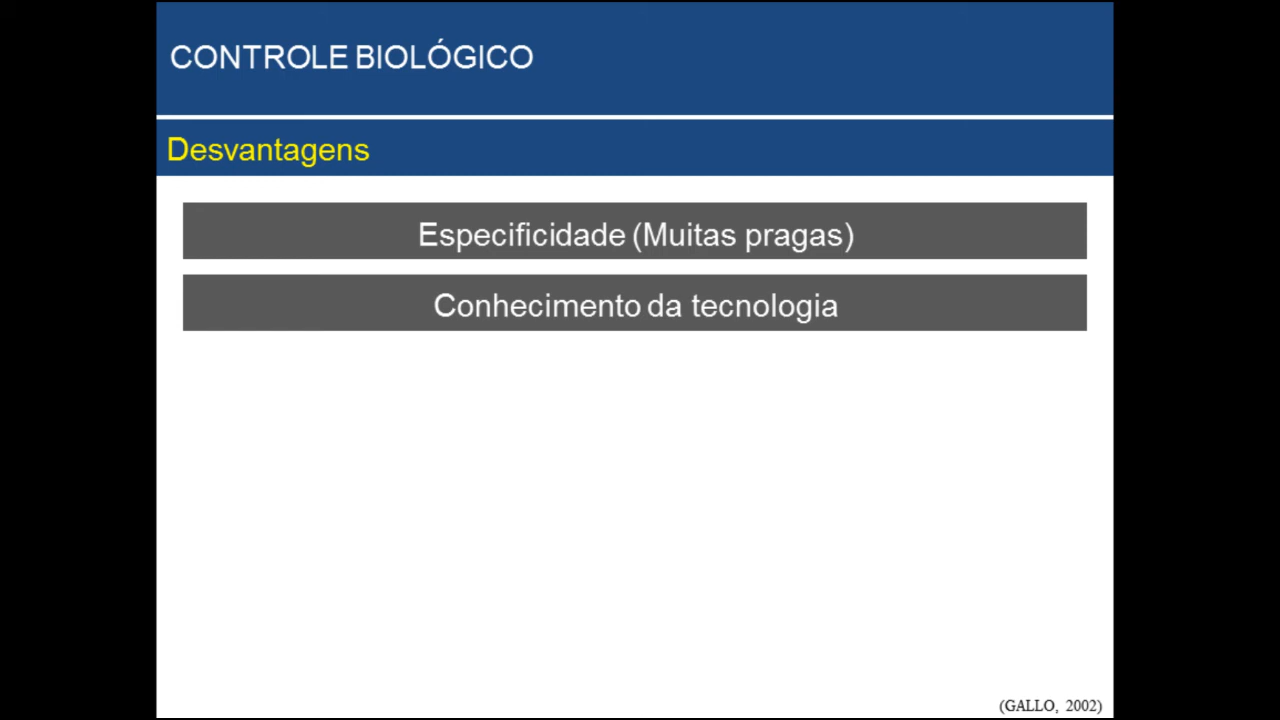 CONTROLE BIOLÓGICO
Desvantagens
Especificidade (Muitas pragas)
Conhecimento da tecnologia
(GALLO, 2002)